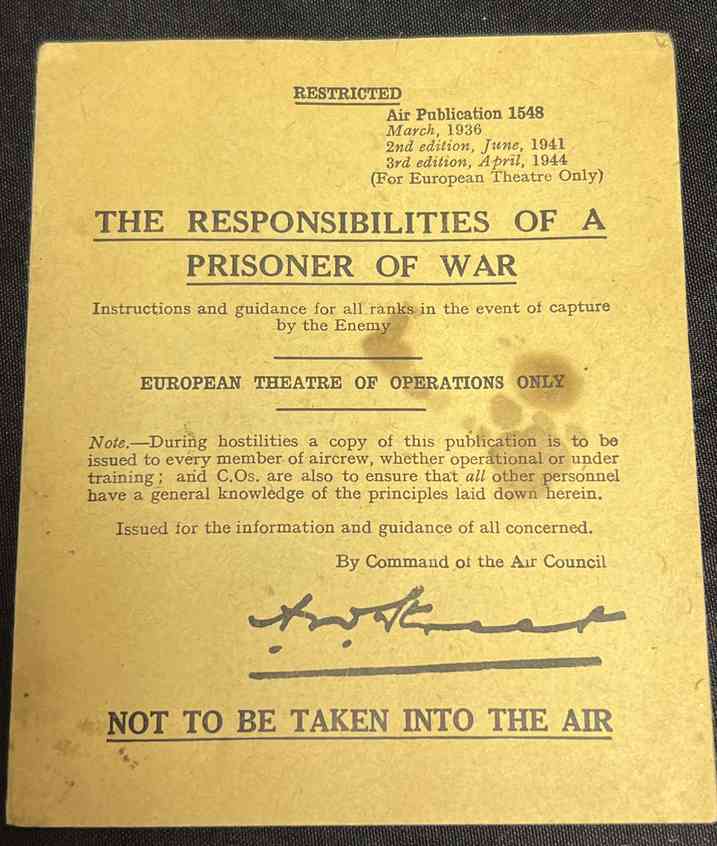 RESTRICTED
Air Publication 1548
March, 1936
2nd edition, June, 1941
3rd edition, April, 1944
(For European Theatre Only)
THE RESPONSIBILITIES OF A
PRISONER OF WAR
Instructions and guidance for all ranks in the event of capture
by the Enemy
EUROPEAN THEATRE OF OPERATIONS ONLY
Note.—During hostilities a copy of this publication is to be
issued to every member of aircrew, whether operational or under
training; and C.Os. are also to ensure that all other personnel
have a general knowledge of the principles laid down herein.
Issued for the information and guidance of all concerned.
By Command of the Air Council
NOT TO BE TAKEN INTO THE AIR